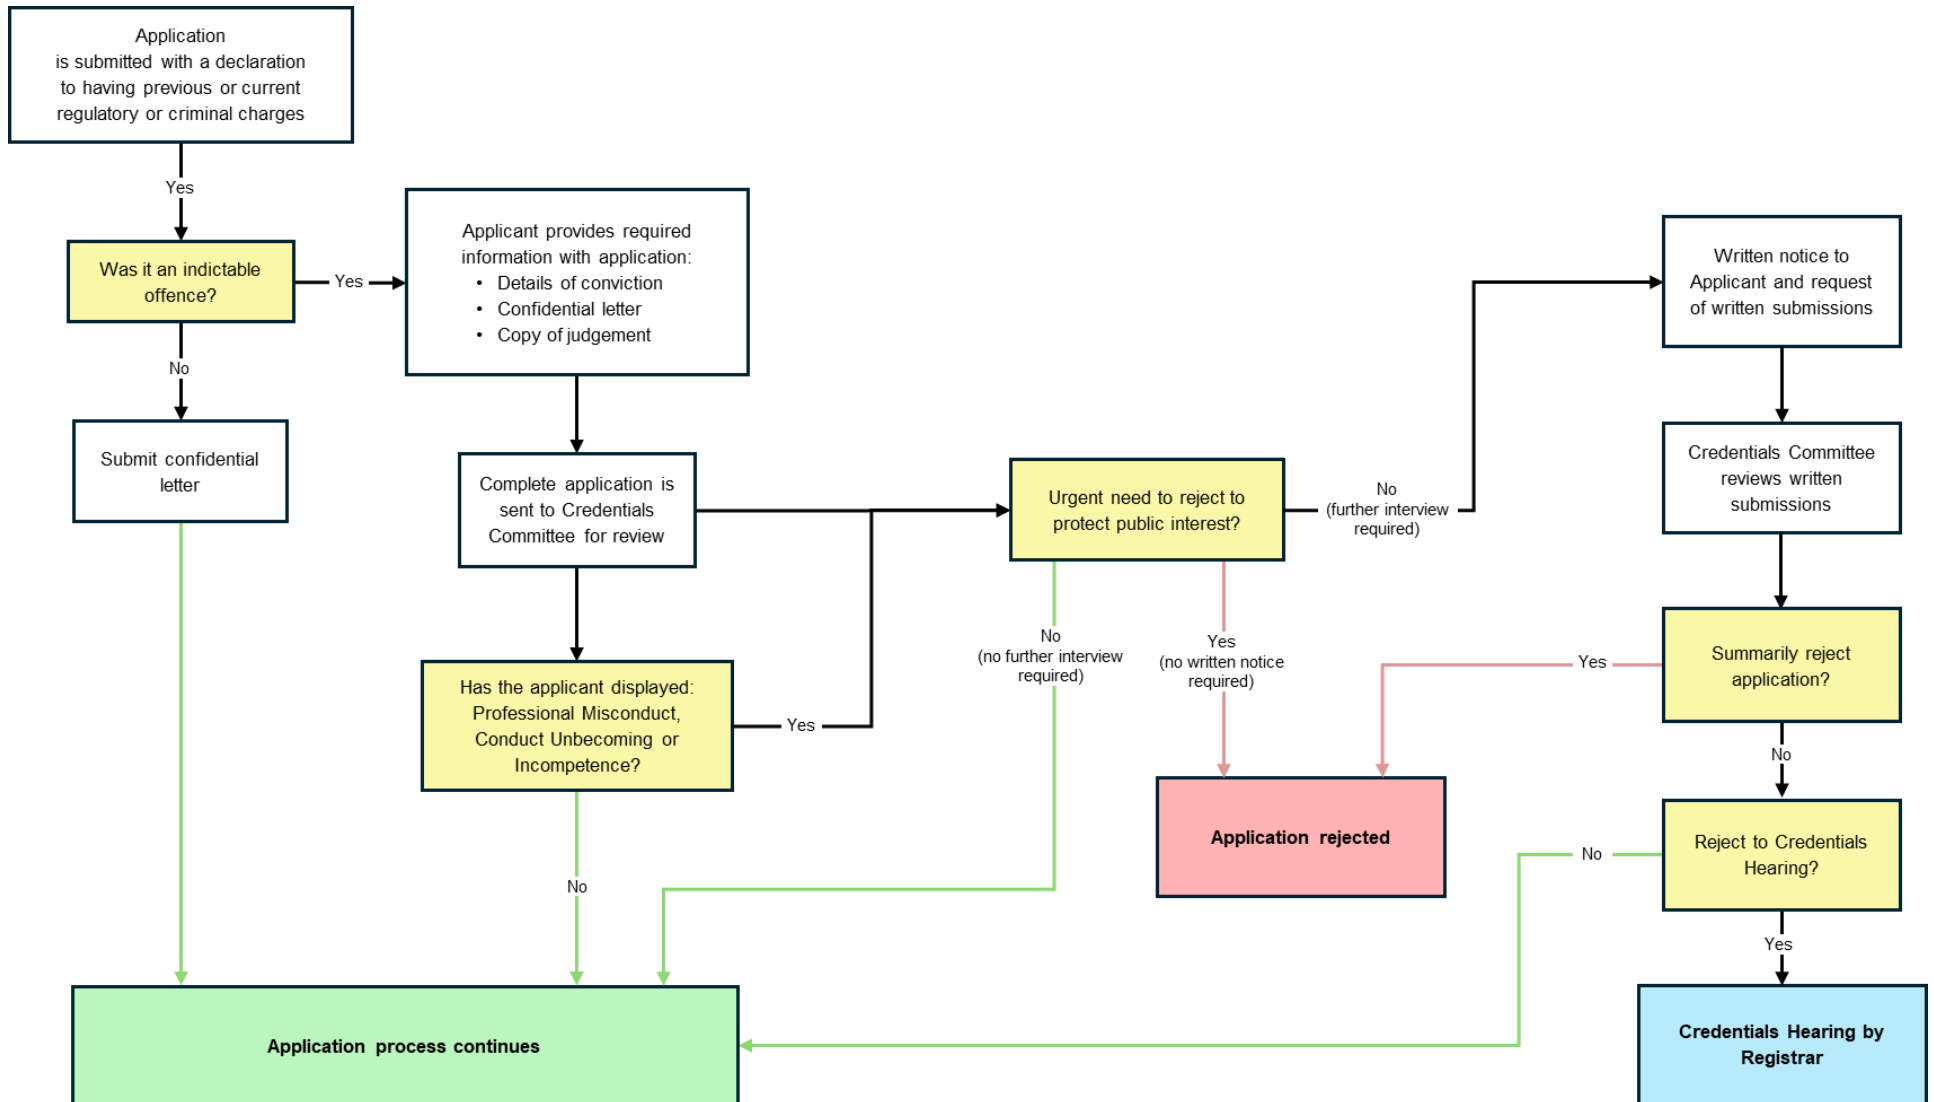 Application
is submitted with a declaration
to having previous or current
regulatory or criminal charges
Yes
Was it an indictable
offence?
Yes
No
Submit confidential
letter
Applicant provides required
information with application:
• Details of conviction
• Confidential letter
• Copy of judgement
Complete application is
sent to Credentials
Committee for review
Has the applicant displayed:
Professional Misconduct,
Conduct Unbecoming or
Incompetence?
Yes
No
Urgent need to reject to
protect public interest?
No
(further interview
required)
No
(no further interview
required)
Yes
(no written notice
required)
Written notice to
Applicant and request
of written submissions
Credentials Committee
reviews written
submissions
Summarily reject
application?
Yes
No
Application rejected
Reject to Credentials
Hearing?
No
Yes
Application process continues
Credentials Hearing by
Registrar